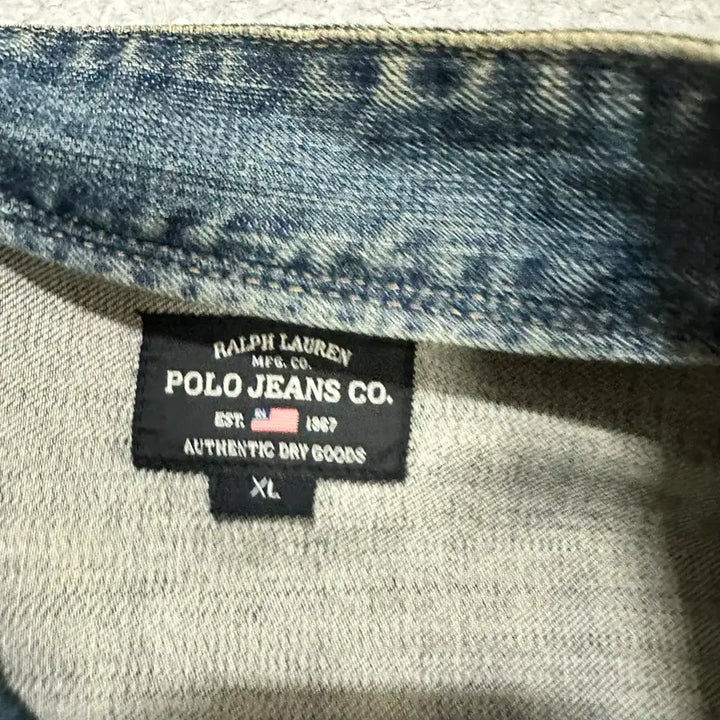 RALPH LAUREN
MFG. CO.
POLO JEANS CO.
EST. 1967
AUTHENTIC DRY GOODS
XL